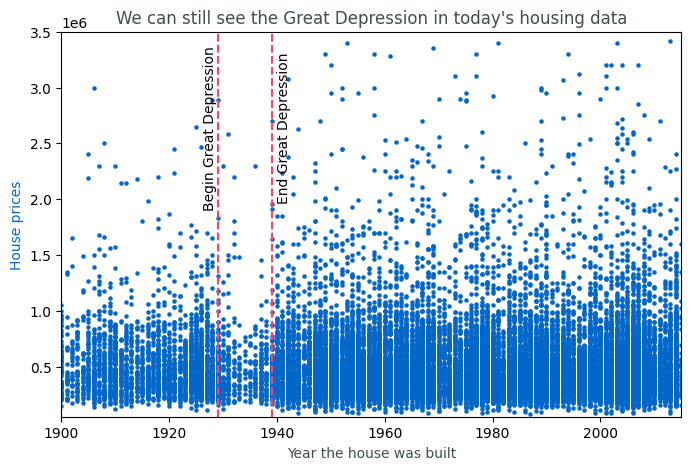 We can still see the Great Depression in today's housing data
1e6
3.5
3.0
2.5
2.0
1.5
1.0
0.5
House prices
Begin Great Depression
End Great Depression
1900
1920
1940
1960
1980
2000
Year the house was built